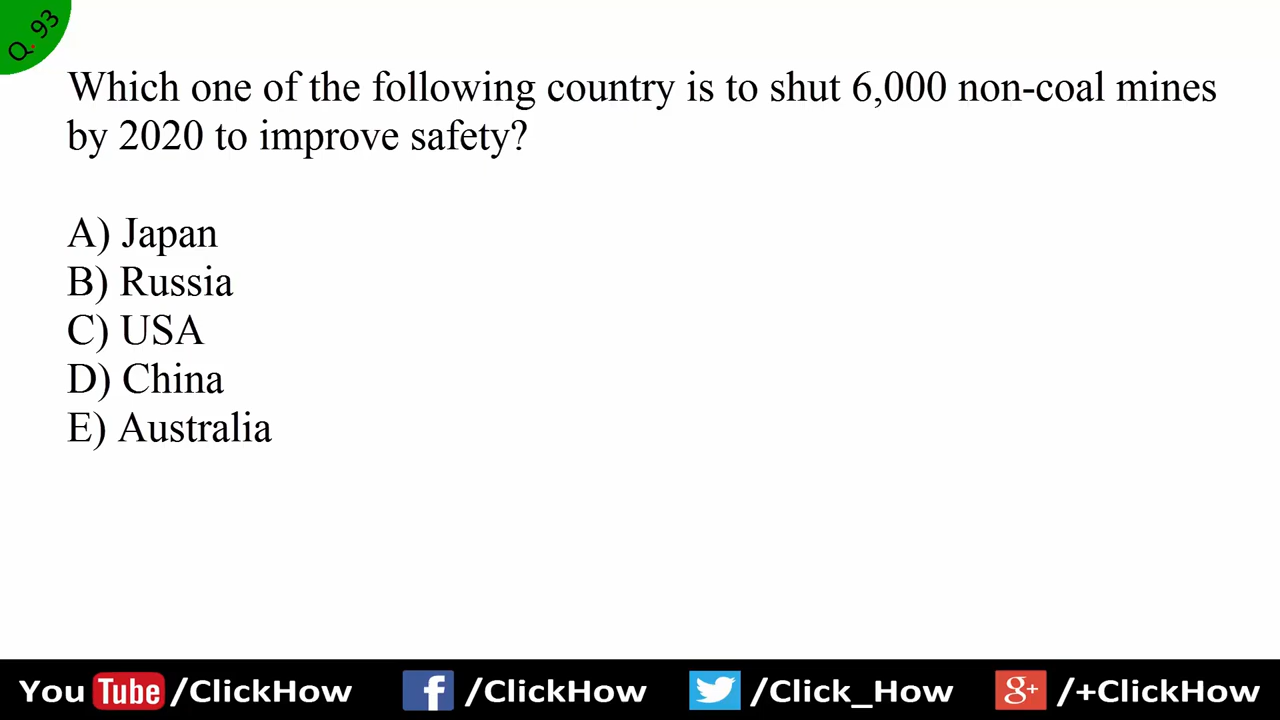 Q. 93
Which one of the following country is to shut 6,000 non-coal mines
by 2020 to improve safety?
A) Japan
B) Russia
C) USA
D) China
E) Australia
You Tube /ClickHow f /ClickHow /Click_How g+ /+ClickHow